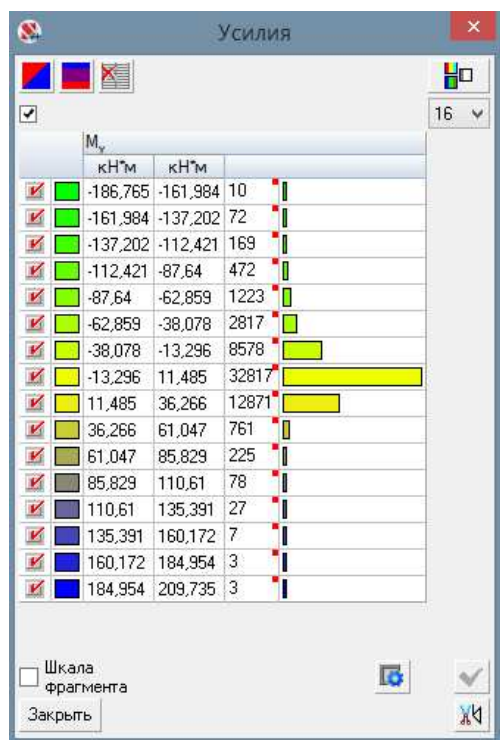 Усилия
16
My
кН*м кН*м
-186,765 -161,984 10
-161,984 -137,202 72
-137,202 -112,421 169
-112,421 -87,64 472
-87,64 -62,859 1223
-62,859 -38,078 2817
-38,078 -13,296 8578
-13,296 11,485 32817
11,485 36,266 12871
36,266 61,047 761
61,047 85,829 225
85,829 110,61 78
110,61 135,391 27
135,391 160,172 7
160,172 184,954 3
184,954 209,735 3
Шкала
фрагмента
Закрыть